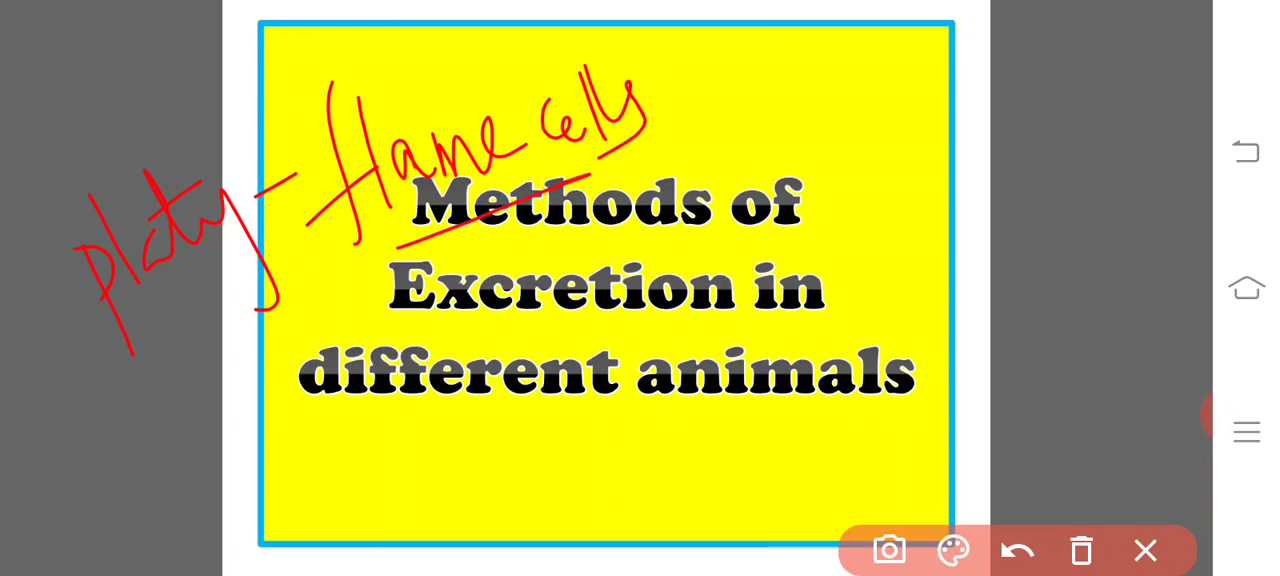 platy - flame cells
Methods of
Excretion in
different animals